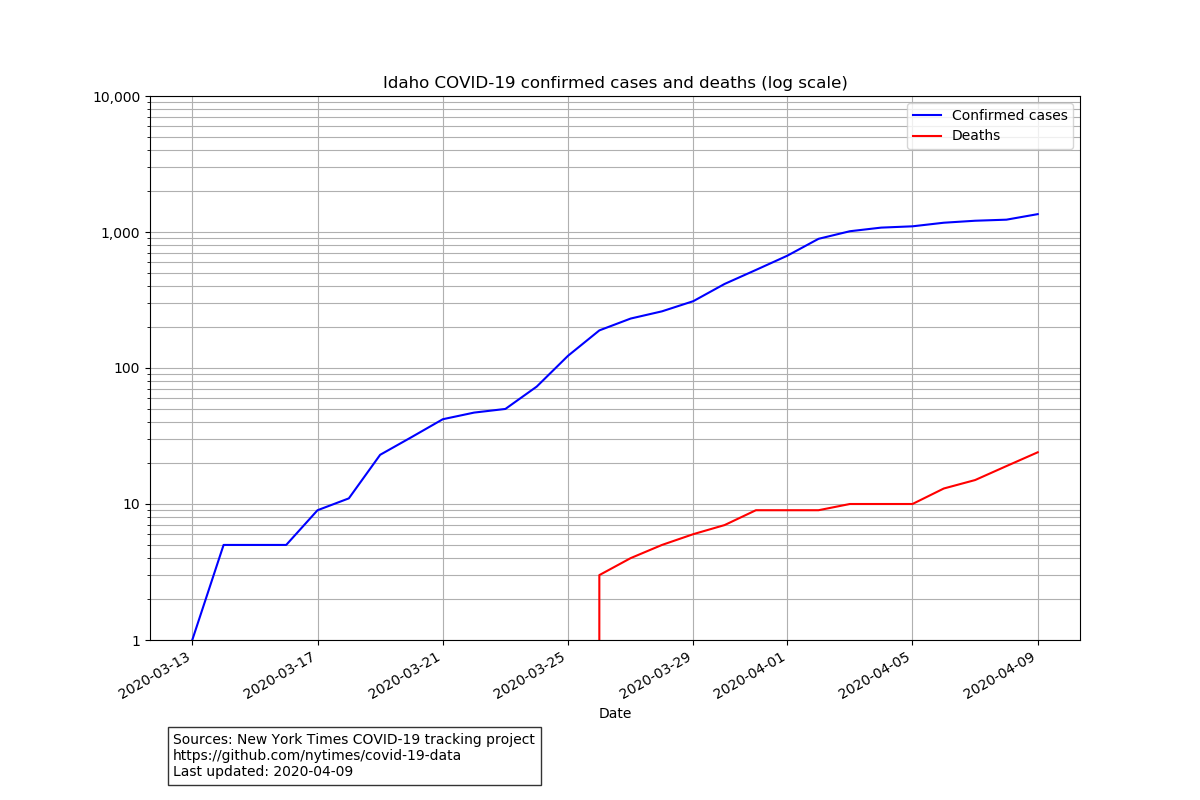 Idaho COVID-19 confirmed cases and deaths (log scale)
10,000
1,000
100
10
1
Confirmed cases
Deaths
2020-03-13
2020-03-17
2020-03-21
2020-03-25
2020-03-29
2020-04-01
2020-04-05
2020-04-09
Date
Sources: New York Times COVID-19 tracking project
https://github.com/nytimes/covid-19-data
Last updated: 2020-04-09